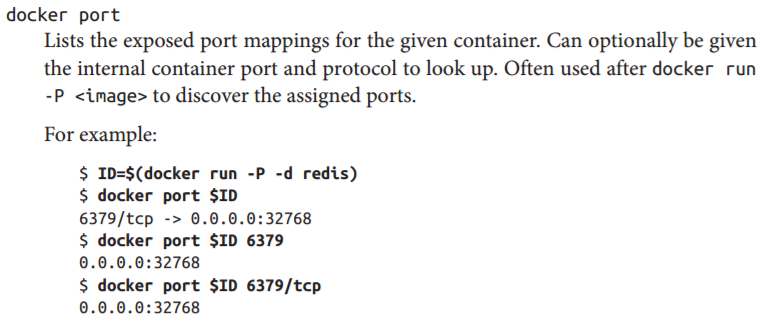 docker port
Lists the exposed port mappings for the given container. Can optionally be given
the internal container port and protocol to look up. Often used after docker run
-P <image> to discover the assigned ports.
For example:
$ ID=$(docker run -P -d redis)
$ docker port $ID
6379/tcp -> 0.0.0.0:32768
$ docker port $ID 6379
0.0.0.0:32768
$ docker port $ID 6379/tcp
0.0.0.0:32768